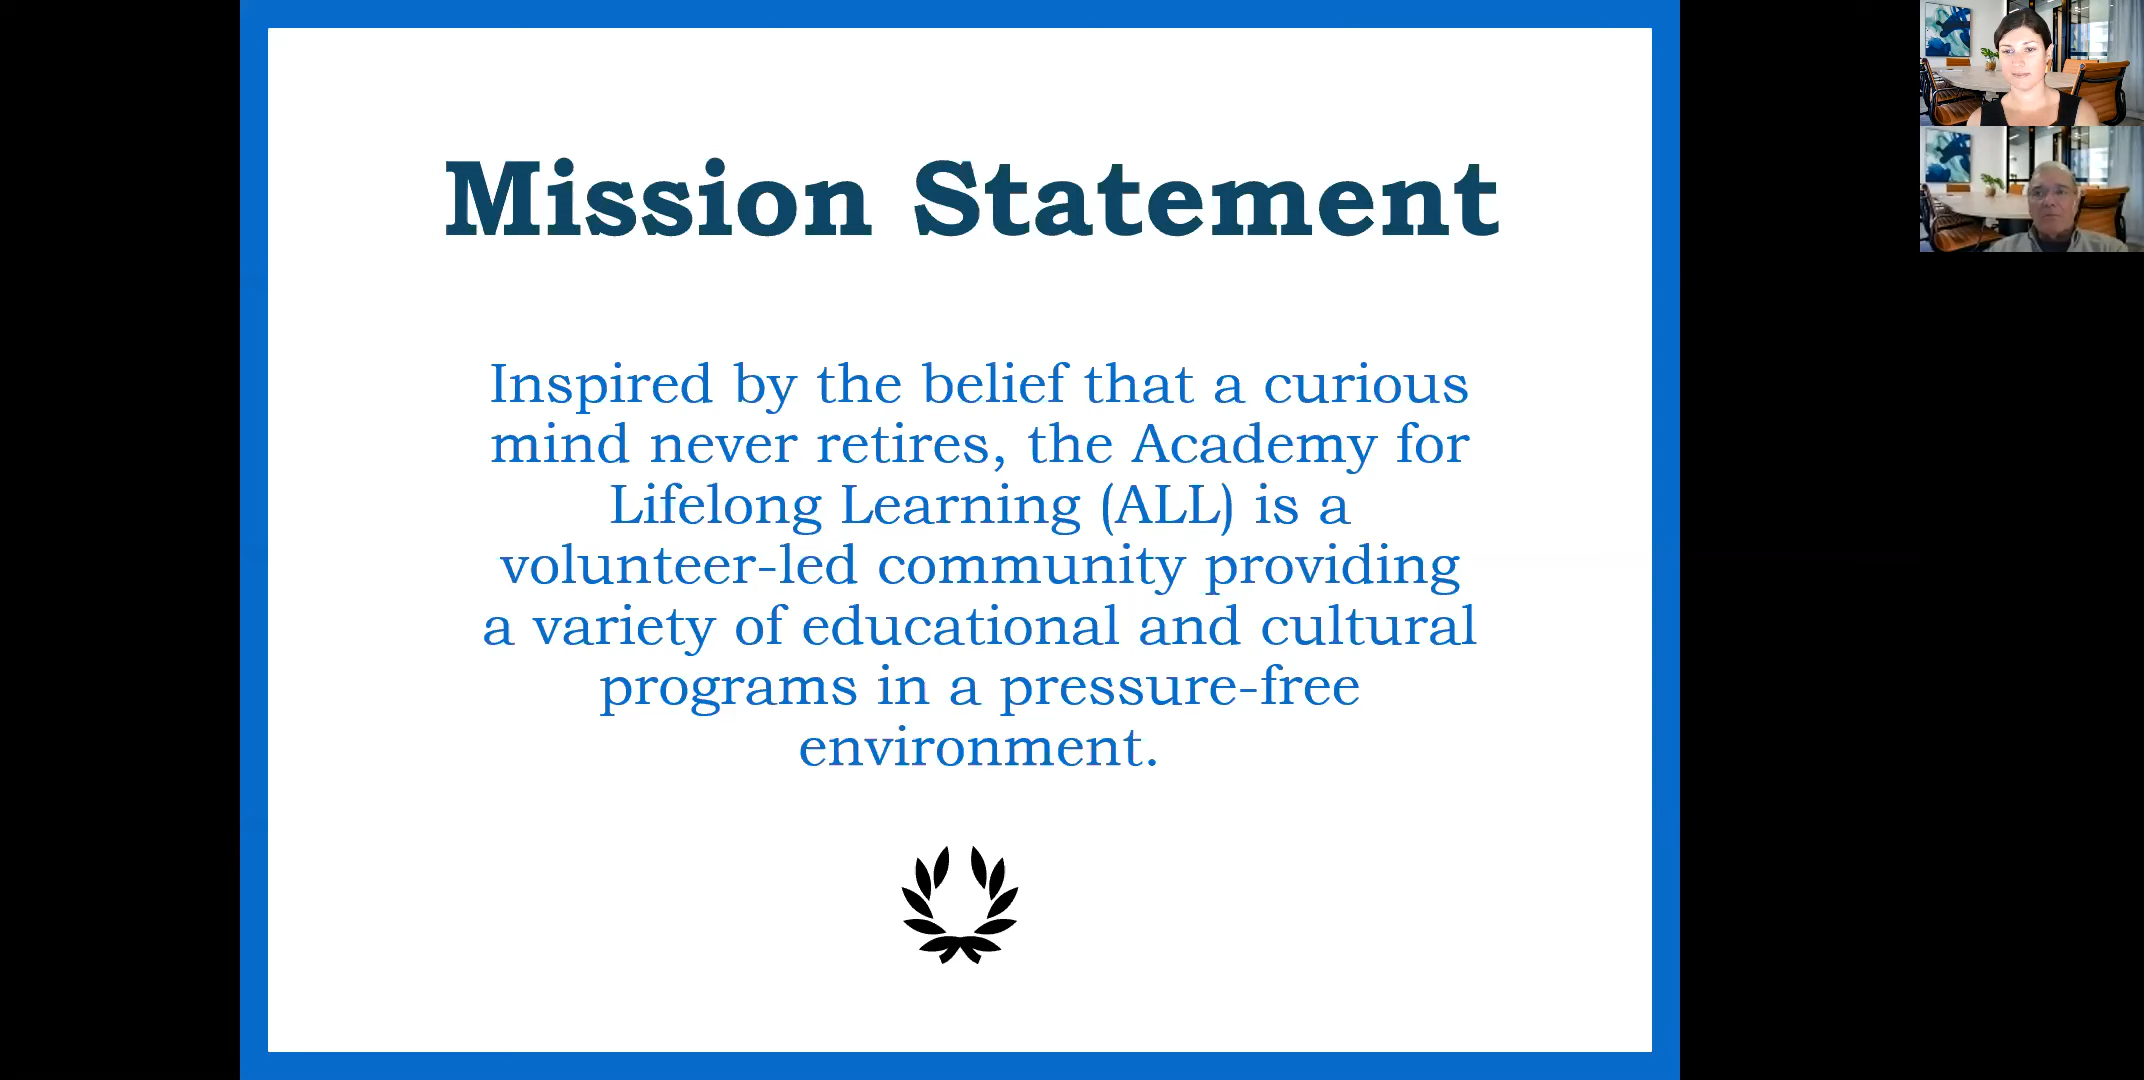 Mission Statement
Inspired by the belief that a curious
mind never retires, the Academy for
Lifelong Learning (ALL) is a
volunteer-led community providing
a variety of educational and cultural
programs in a pressure-free
environment.